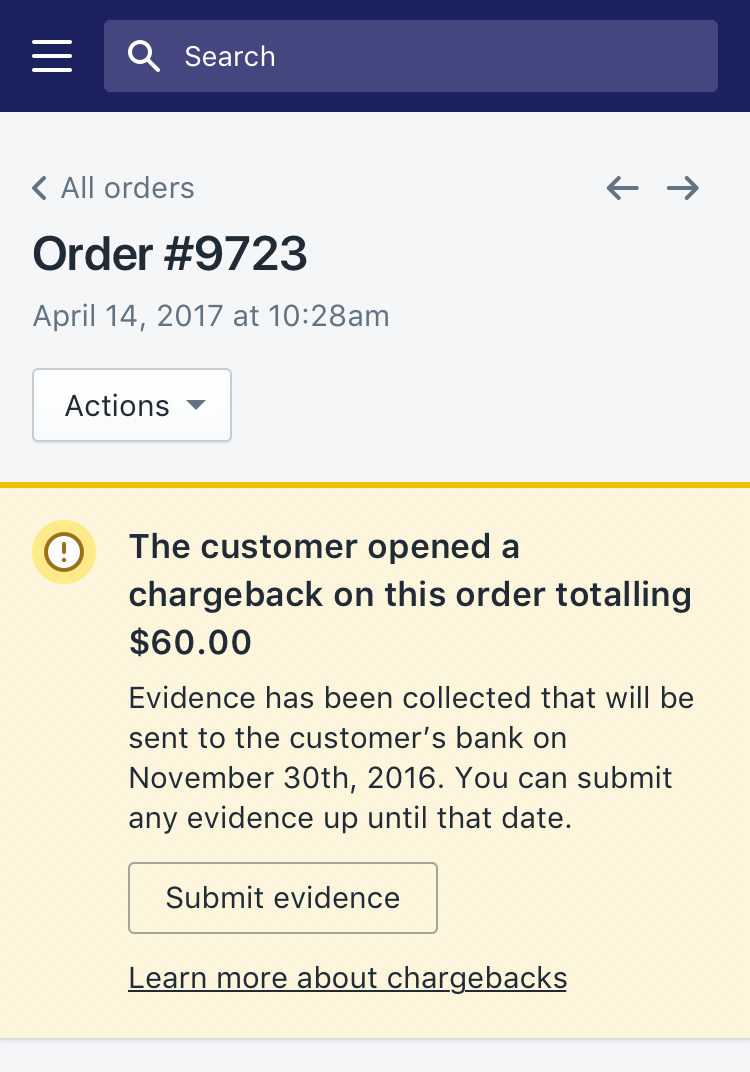 Search
All orders
Order #9723
April 14, 2017 at 10:28am
Actions
The customer opened a
chargeback on this order totalling
$60.00
Evidence has been collected that will be
sent to the customer’s bank on
November 30th, 2016. You can submit
any evidence up until that date.
Submit evidence
Learn more about chargebacks